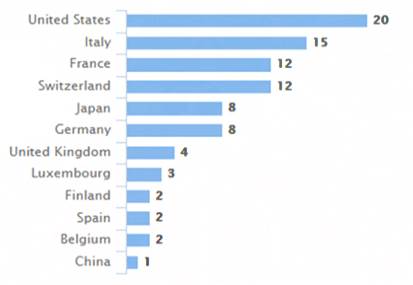 United States 20
Italy 15
France 12
Switzerland 12
Japan 8
Germany 8
United Kingdom 4
Luxembourg 3
Finland 2
Spain 2
Belgium 2
China 1